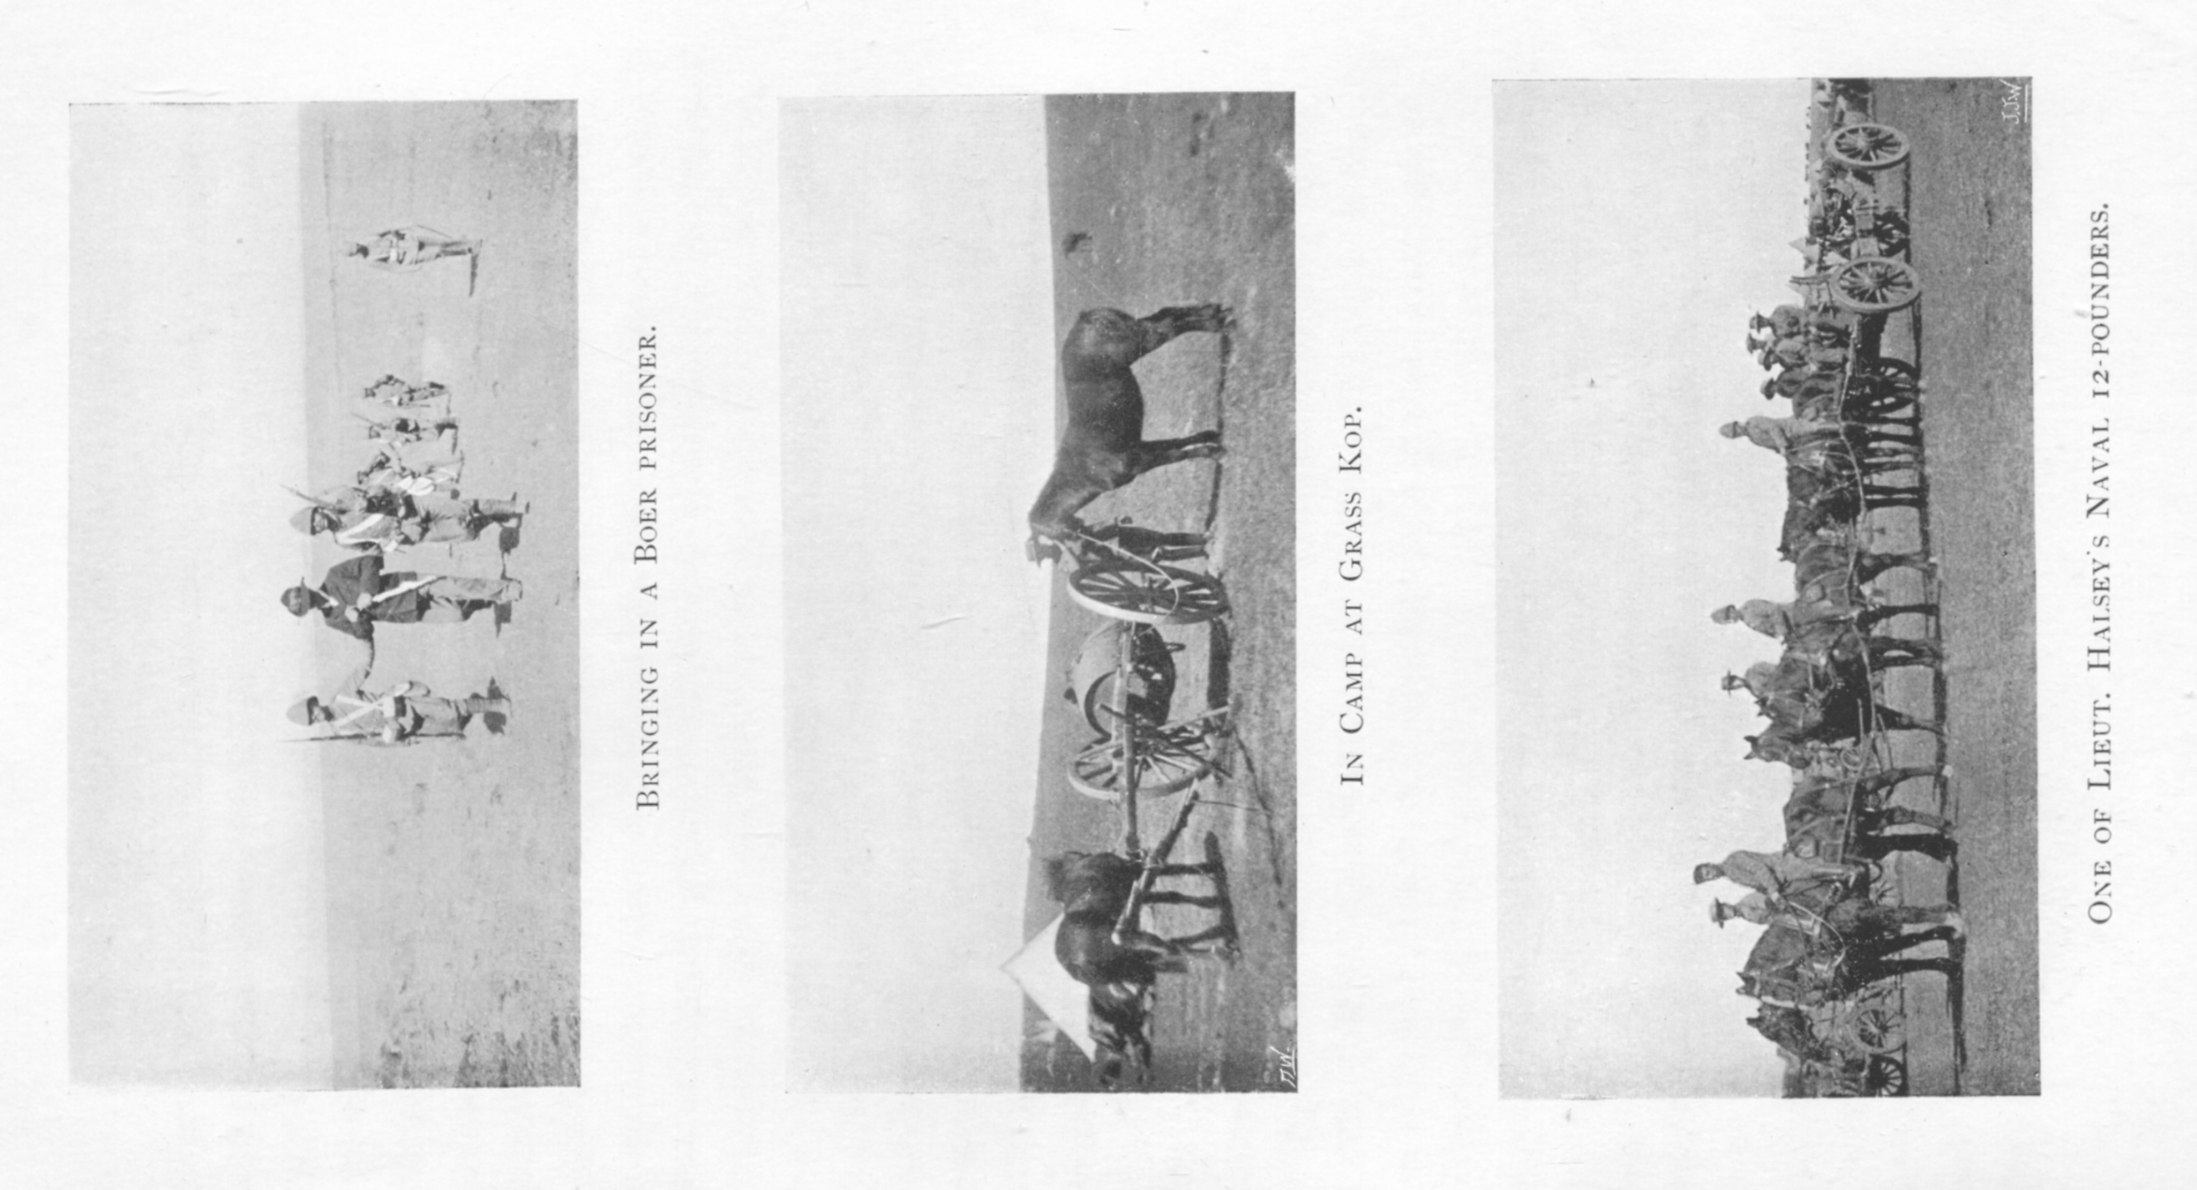 BRINGING IN A BOER PRISONER.
IN CAMP AT GRASS KOP.
J.J.W.
ONE OF LIEUT. HALSEY'S NAVAL 12-POUNDERS.